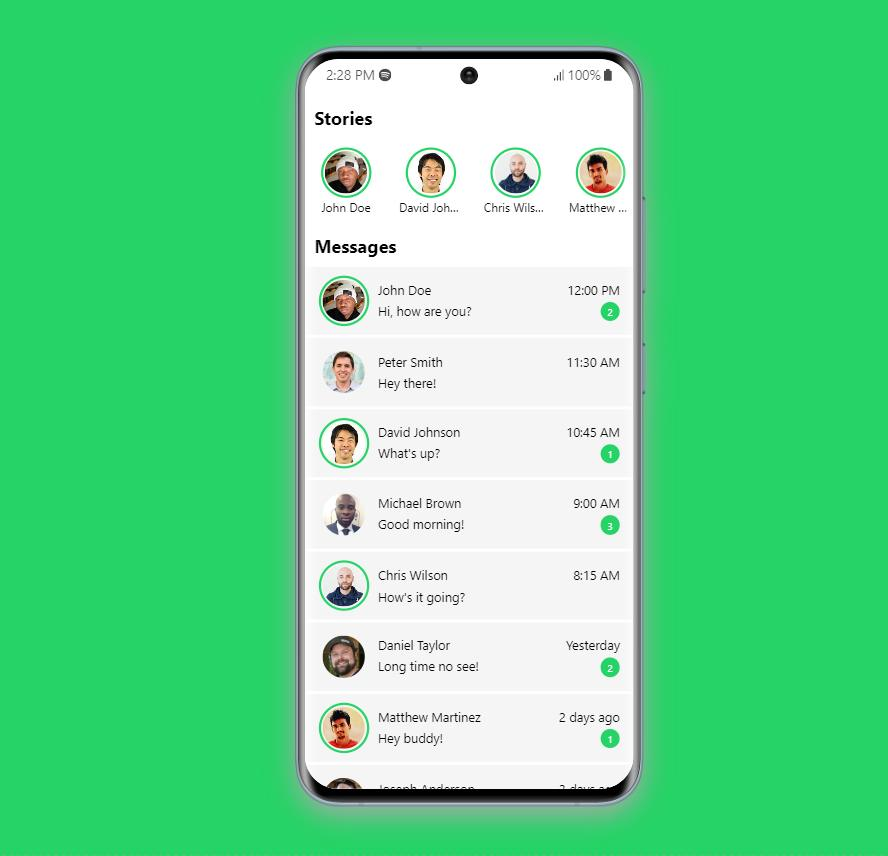 2:28 PM 100%
Stories
John Doe David Joh... Chris Wils... Matthew ...
Messages
John Doe 12:00 PM
Hi, how are you? 2
Peter Smith 11:30 AM
Hey there!
David Johnson 10:45 AM
What's up? 1
Michael Brown 9:00 AM
Good morning! 3
Chris Wilson 8:15 AM
How's it going?
Daniel Taylor Yesterday
Long time no see! 2
Matthew Martinez 2 days ago
Hey buddy! 1
Joseph Anderson